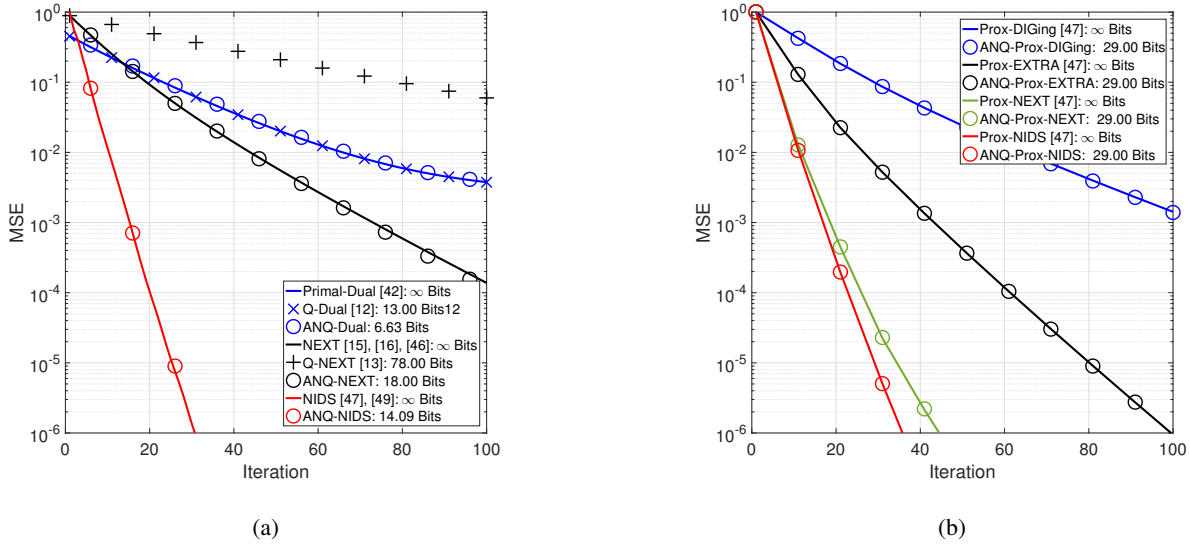 10^0
10^-1
10^-2
10^-3
10^-4
10^-5
10^-6
MSE
0 20 40 60 80 100
Iteration
Primal-Dual [42]: ∞ Bits
Q-Dual [12]: 13.00 Bits12
ANQ-Dual: 6.63 Bits
NEXT [15], [16], [46]: ∞ Bits
Q-NEXT [13]: 78.00 Bits
ANQ-NEXT: 18.00 Bits
NIDS [47], [49]: ∞ Bits
ANQ-NIDS: 14.09 Bits
(a)
10^0
10^-1
10^-2
10^-3
10^-4
10^-5
10^-6
MSE
0 20 40 60 80 100
Iteration
Prox-DIGing [47]: ∞ Bits
ANQ-Prox-DIGing: 29.00 Bits
Prox-EXTRA [47]: ∞ Bits
ANQ-Prox-EXTRA: 29.00 Bits
Prox-NEXT [47]: ∞ Bits
ANQ-Prox-NEXT: 29.00 Bits
Prox-NIDS [47]: ∞ Bits
ANQ-Prox-NIDS: 29.00 Bits
(b)